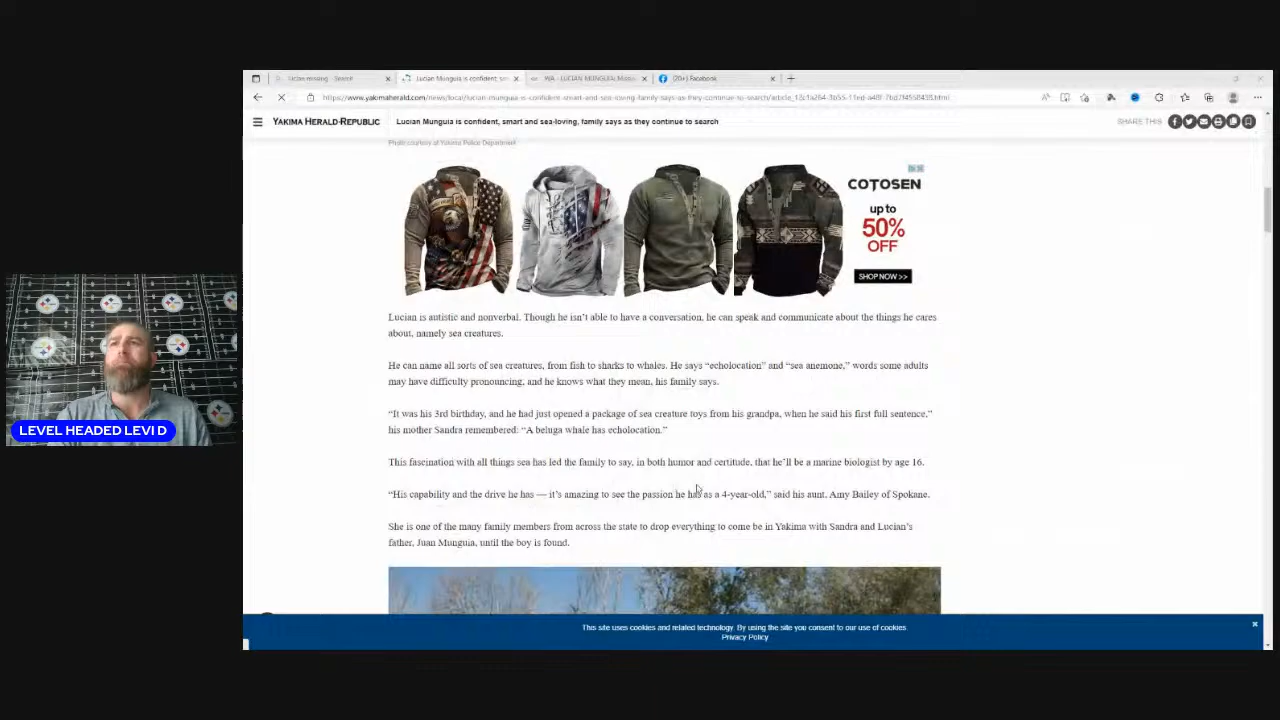 Lucian missing - Search
Lucian Munguia is confident, sm
WA - LUCIAN MUNGUIA: Missin
(20+) Facebook
https://www.yakimaherald.com/news/local/lucian-munguia-is-confident-smart-and-sea-loving-family-says-as-they-continue-to-search/
YAKIMA HERALD-REPUBLIC
Lucian Munguia is confident, smart and sea-loving, family says as they continue to search
SHARE THIS
Photo courtesy of Yakima Police Department
COTOSEN
up to
50%
OFF
SHOP NOW >>
Lucian is autistic and nonverbal. Though he isn’t able to have a conversation, he can speak and communicate about the things he cares
about, namely sea creatures.
He can name all sorts of sea creatures, from fish to sharks to whales. He says “echolocation” and “sea anemone,” words some adults
may have difficulty pronouncing, and he knows what they mean, his family says.
“It was his 3rd birthday, and he had just opened a package of sea creature toys from his grandpa, when he said his first full sentence,”
his mother Sandra remembered: “A beluga whale has echolocation.”
This fascination with all things sea has led the family to say, in both humor and certitude, that he’ll be a marine biologist by age 16.
“His capability and the drive he has — it’s amazing to see the passion he has as a 4-year-old,” said his aunt, Amy Bailey of Spokane.
She is one of the many family members from across the state to drop everything to come be in Yakima with Sandra and Lucian’s
father, Juan Munguia, until the boy is found.
LEVEL HEADED LEVI D
This site uses cookies and related technology. By using the site you consent to our use of cookies.
Privacy Policy